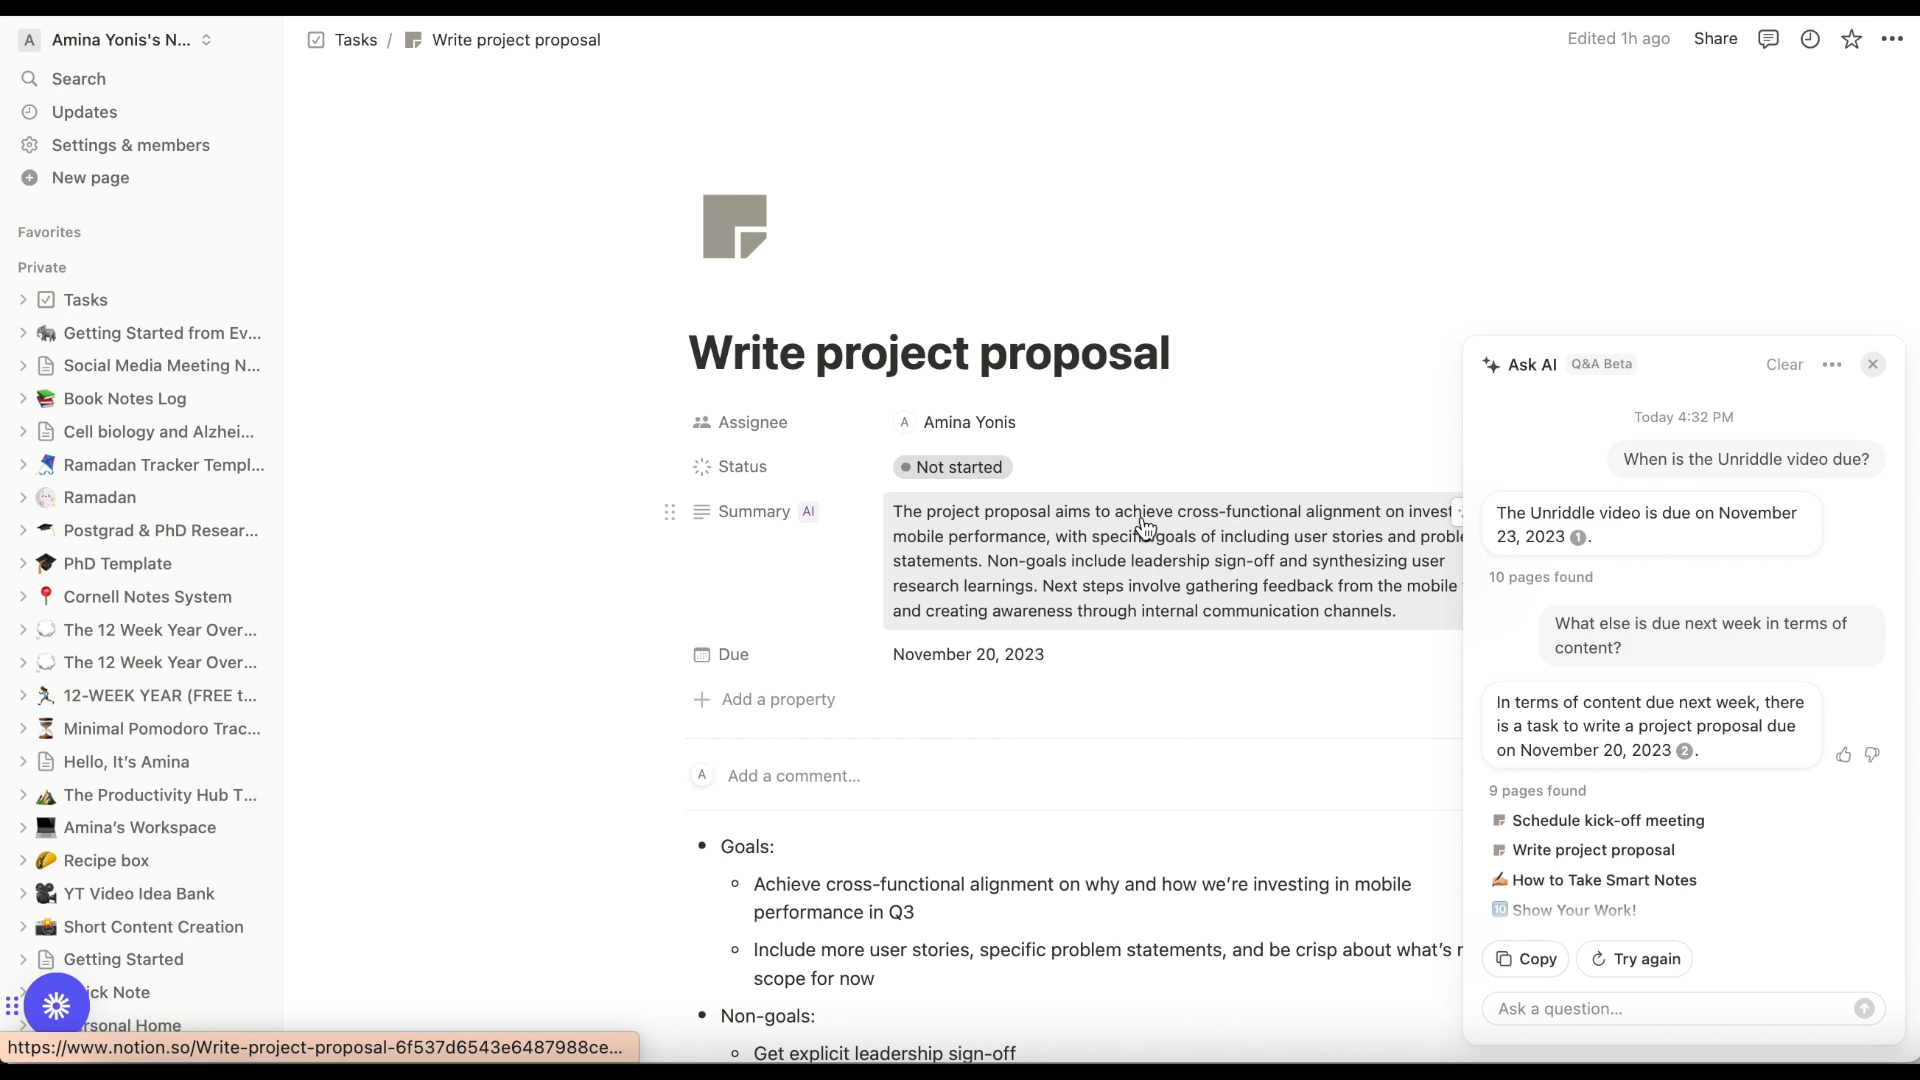 A Amina Yonis's N...
Search
Updates
Settings & members
New page
Favorites
Private
Tasks
Getting Started from Ev...
Social Media Meeting N...
Book Notes Log
Cell biology and Alzhei...
Ramadan Tracker Templ...
Ramadan
Postgrad & PhD Resear...
PhD Template
Cornell Notes System
The 12 Week Year Over...
The 12 Week Year Over...
12-WEEK YEAR (FREE t...
Minimal Pomodoro Trac...
Hello, It's Amina
The Productivity Hub T...
Amina's Workspace
Recipe box
YT Video Idea Bank
Short Content Creation
Getting Started
ick Note
rsonal Home
https://www.notion.so/Write-project-proposal-6f537d6543e6487988ce...
Tasks / Write project proposal
Edited 1h ago Share
Write project proposal
Assignee A Amina Yonis
Status Not started
Summary AI
The project proposal aims to achieve cross-functional alignment on invest
mobile performance, with specific goals of including user stories and proble
statements. Non-goals include leadership sign-off and synthesizing user
research learnings. Next steps involve gathering feedback from the mobile
and creating awareness through internal communication channels.
Due November 20, 2023
Add a property
A Add a comment...
• Goals:
Achieve cross-functional alignment on why and how we're investing in mobile
performance in Q3
Include more user stories, specific problem statements, and be crisp about what's
scope for now
• Non-goals:
Get explicit leadership sign-off
Ask AI Q&A Beta Clear
Today 4:32 PM
When is the Unriddle video due?
The Unriddle video is due on November
23, 2023 1.
10 pages found
What else is due next week in terms of
content?
In terms of content due next week, there
is a task to write a project proposal due
on November 20, 2023 2.
9 pages found
Schedule kick-off meeting
Write project proposal
How to Take Smart Notes
10 Show Your Work!
Copy Try again
Ask a question...